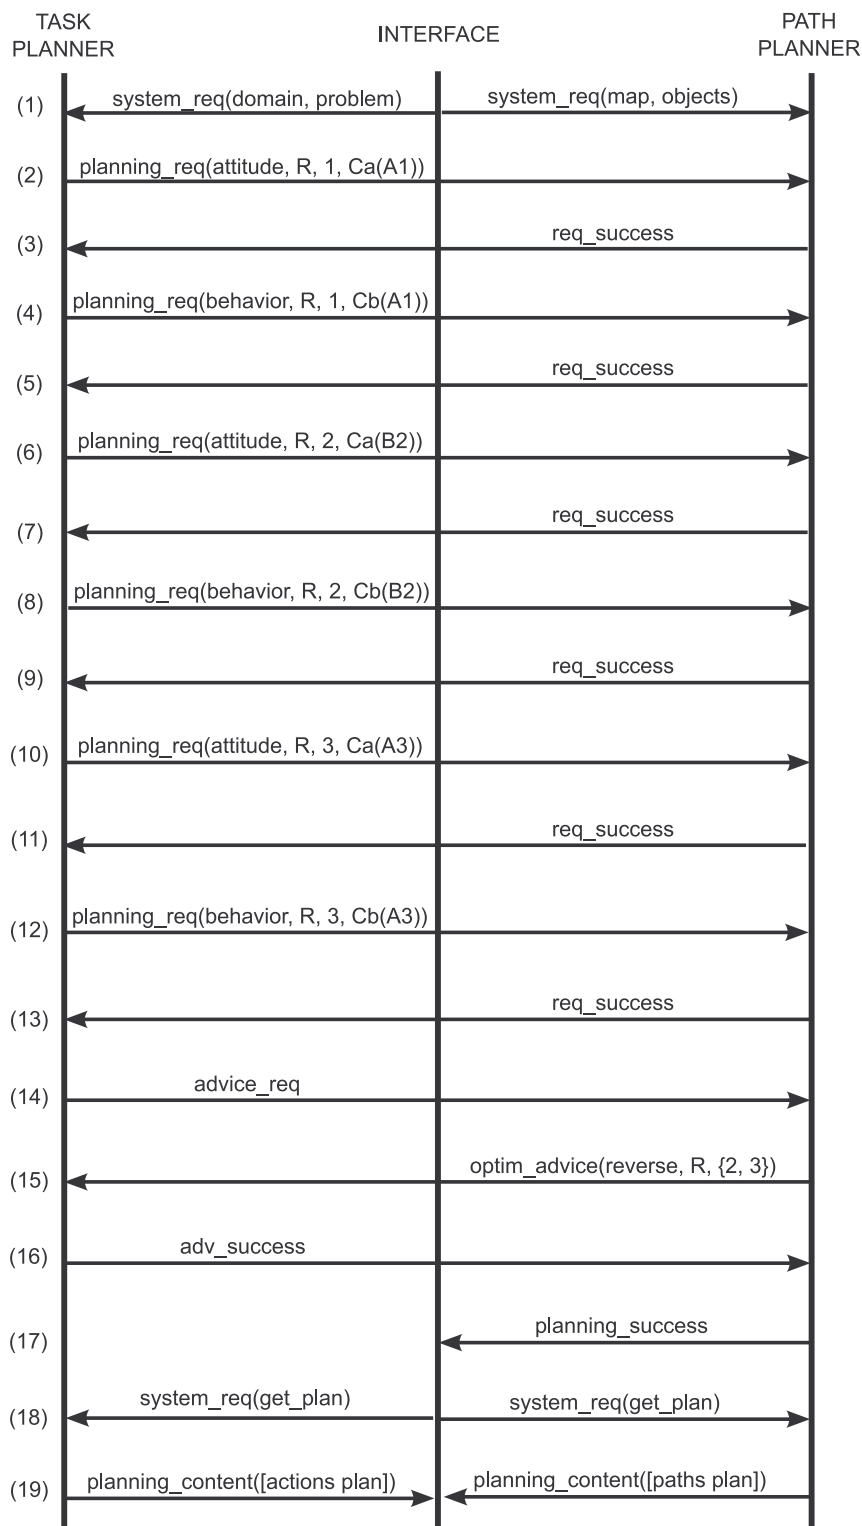 TASK
PLANNER
INTERFACE
PATH
PLANNER
(1)
system_req(domain, problem)
system_req(map, objects)
(2)
planning_req(attitude, R, 1, Ca(A1))
(3)
req_success
(4)
planning_req(behavior, R, 1, Cb(A1))
(5)
req_success
(6)
planning_req(attitude, R, 2, Ca(B2))
(7)
req_success
(8)
planning_req(behavior, R, 2, Cb(B2))
(9)
req_success
(10)
planning_req(attitude, R, 3, Ca(A3))
(11)
req_success
(12)
planning_req(behavior, R, 3, Cb(A3))
(13)
req_success
(14)
advice_req
(15)
optim_advice(reverse, R, {2, 3})
(16)
adv_success
(17)
planning_success
(18)
system_req(get_plan)
system_req(get_plan)
(19)
planning_content([actions plan])
planning_content([paths plan])